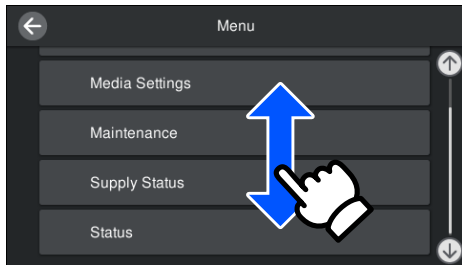 Menu
Media Settings
Maintenance
Supply Status
Status